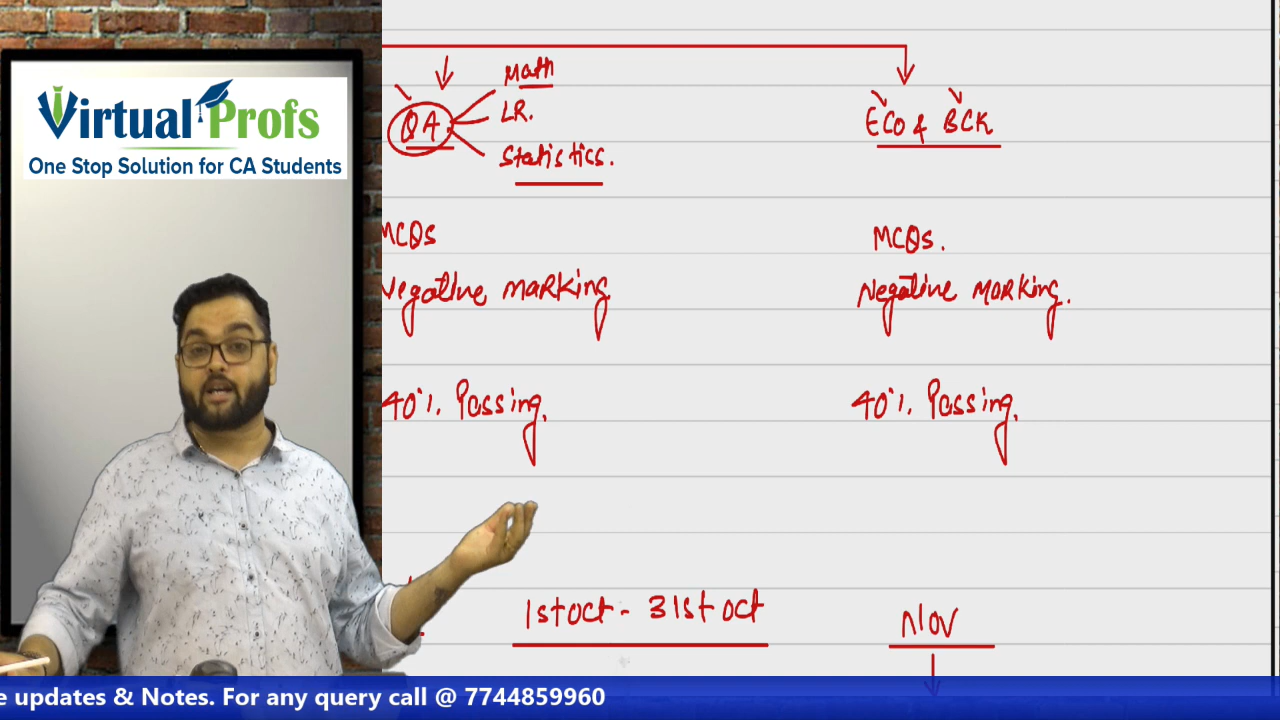 Virtual Profs
One Stop Solution for CA Students
QA
Math
LR.
Statistics.
ECO & BCK
MCQs
MCQs.
Negative marking
Negative Marking.
40%. Passing.
40%. Passing.
1st oct - 31st oct
NOV
e updates & Notes. For any query call @ 7744859960